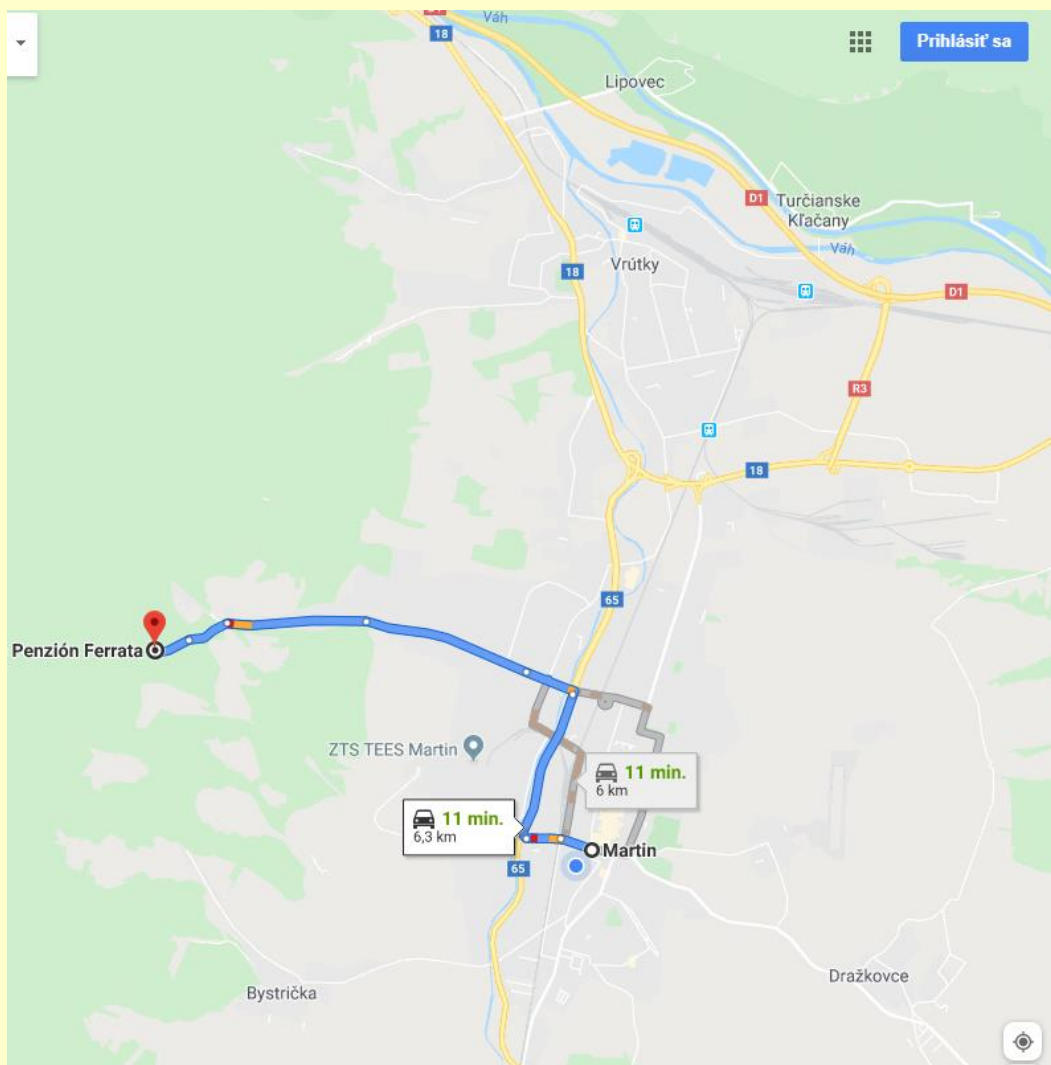 D1
Váh
18
Prihlásiť sa
Lipovec
D1
Turčianske
Kľačany
Váh
Vrútky
18
D1
R3
18
65
Penzión Ferrata
ZTS TEES Martin
11 min.
6 km
11 min.
6,3 km
Martin
65
Dražkovce
Bystrička